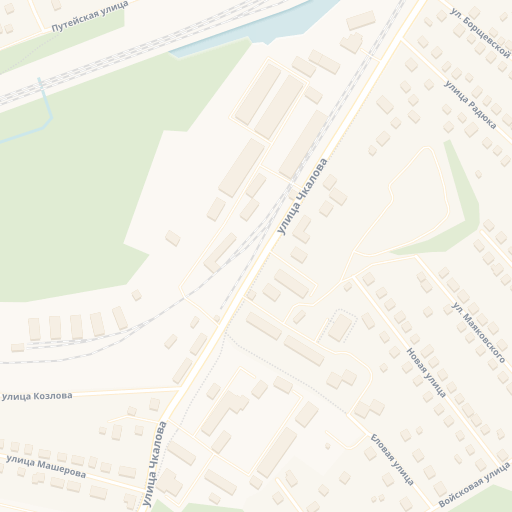 Путейская улица
ул. Борщевской
улица Радюка
улица Чкалова
ул. Маяковского
Новая улица
улица Козлова
улица Чкалова
Еловая улица
улица Машерова
Войсковая улица